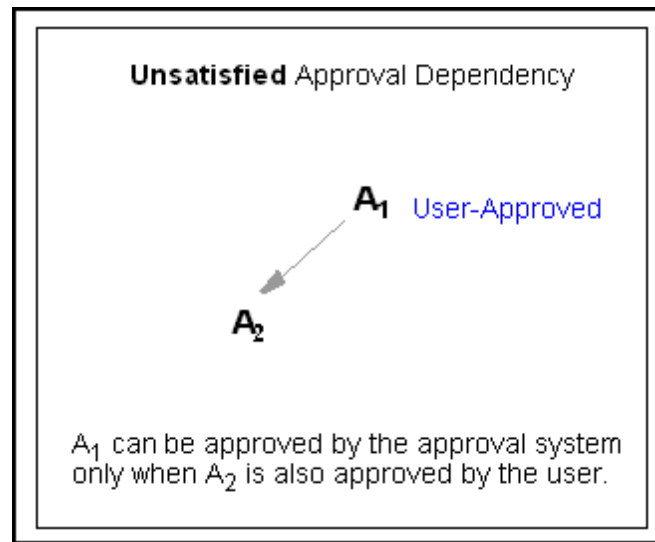 Unsatisfied Approval Dependency
A₁ User-Approved
A₂
A₁ can be approved by the approval system
only when A₂ is also approved by the user.